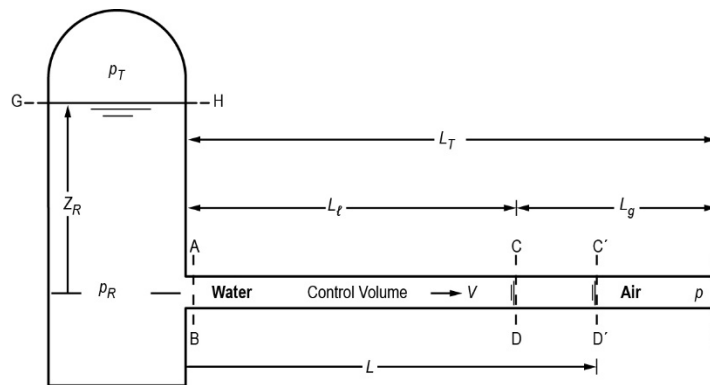 p_T
G H
L_T
Z_R
L_ℓ L_g
A C C´
p_R Water Control Volume V Air p
B D D´
L